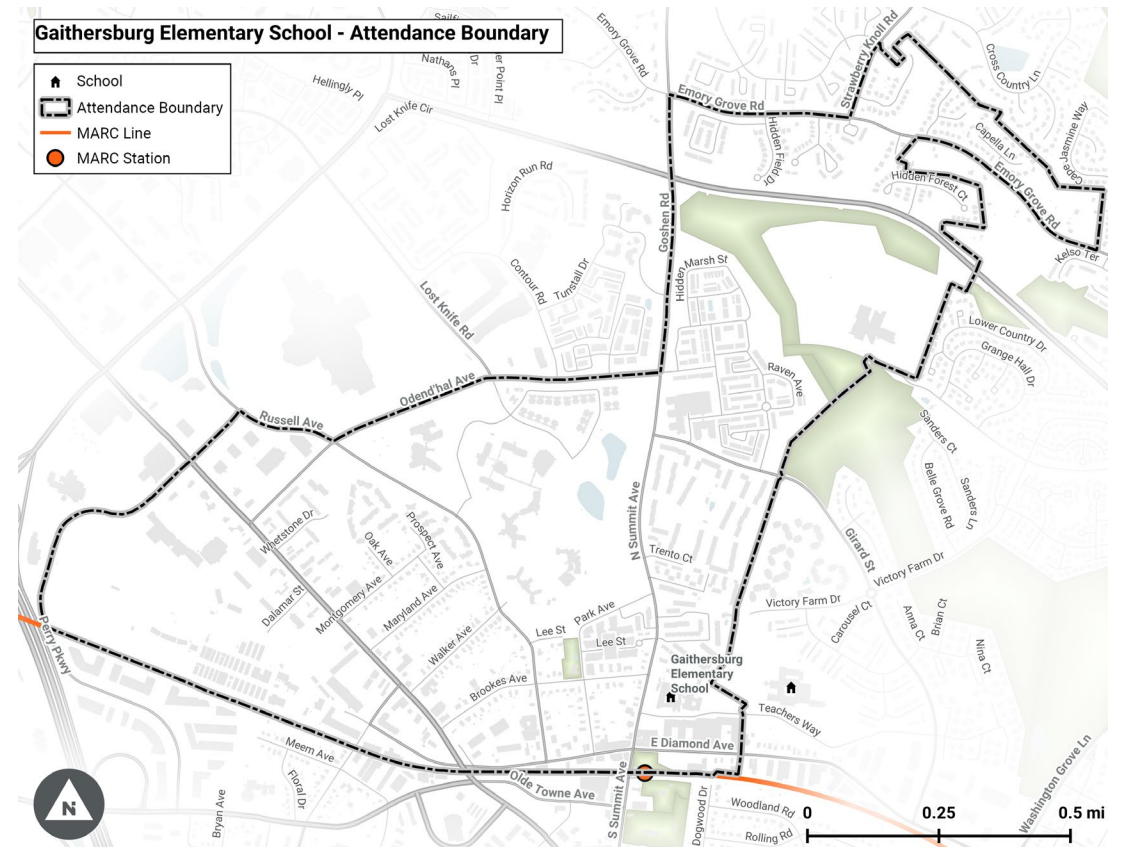 Gaithersburg Elementary School - Attendance Boundary
School
Attendance Boundary
MARC Line
MARC Station
Nathans Pl
Dr
er Point Pl
Hellingly Pl
Lost Knife Cir
Emory Grove Rd
Emory Grove Rd
Strawberry Knoll Rd
Cross Country Ln
Hidden Field Dr
Capella Ln
Cape Jasmine Way
Hidden Forest Ct
Emory Grove Rd
Kelso Ter
Horizon Run Rd
Goshen Rd
Contour Rd
Tunstall Dr
Hidden Marsh St
Lost Knife Rd
Lower Country Dr
Grange Hall Dr
Raven Ave
Odend'hal Ave
Russell Ave
Sanders Ct
Belle Grove Rd
Sanders Ln
N Summit Ave
Girard St
Whetstone Dr
Oak Ave
Prospect Ave
Trento Ct
Victory Farm Dr
Dalamar St
Montgomery Ave
Maryland Ave
Walker Ave
Park Ave
Lee St
Lee St
Victory Farm Dr
Carousel Ct
Anna Ct
Brian Ct
Nina Ct
Perry Pkwy
Brookes Ave
Gaithersburg
Elementary
School
Teachers Way
E Diamond Ave
Meem Ave
Floral Dr
Bryan Ave
Olde Towne Ave
S Summit Ave
Dogwood Dr
Woodland Rd
Rolling Rd
Washington Grove Ln
N
0 0.25 0.5 mi